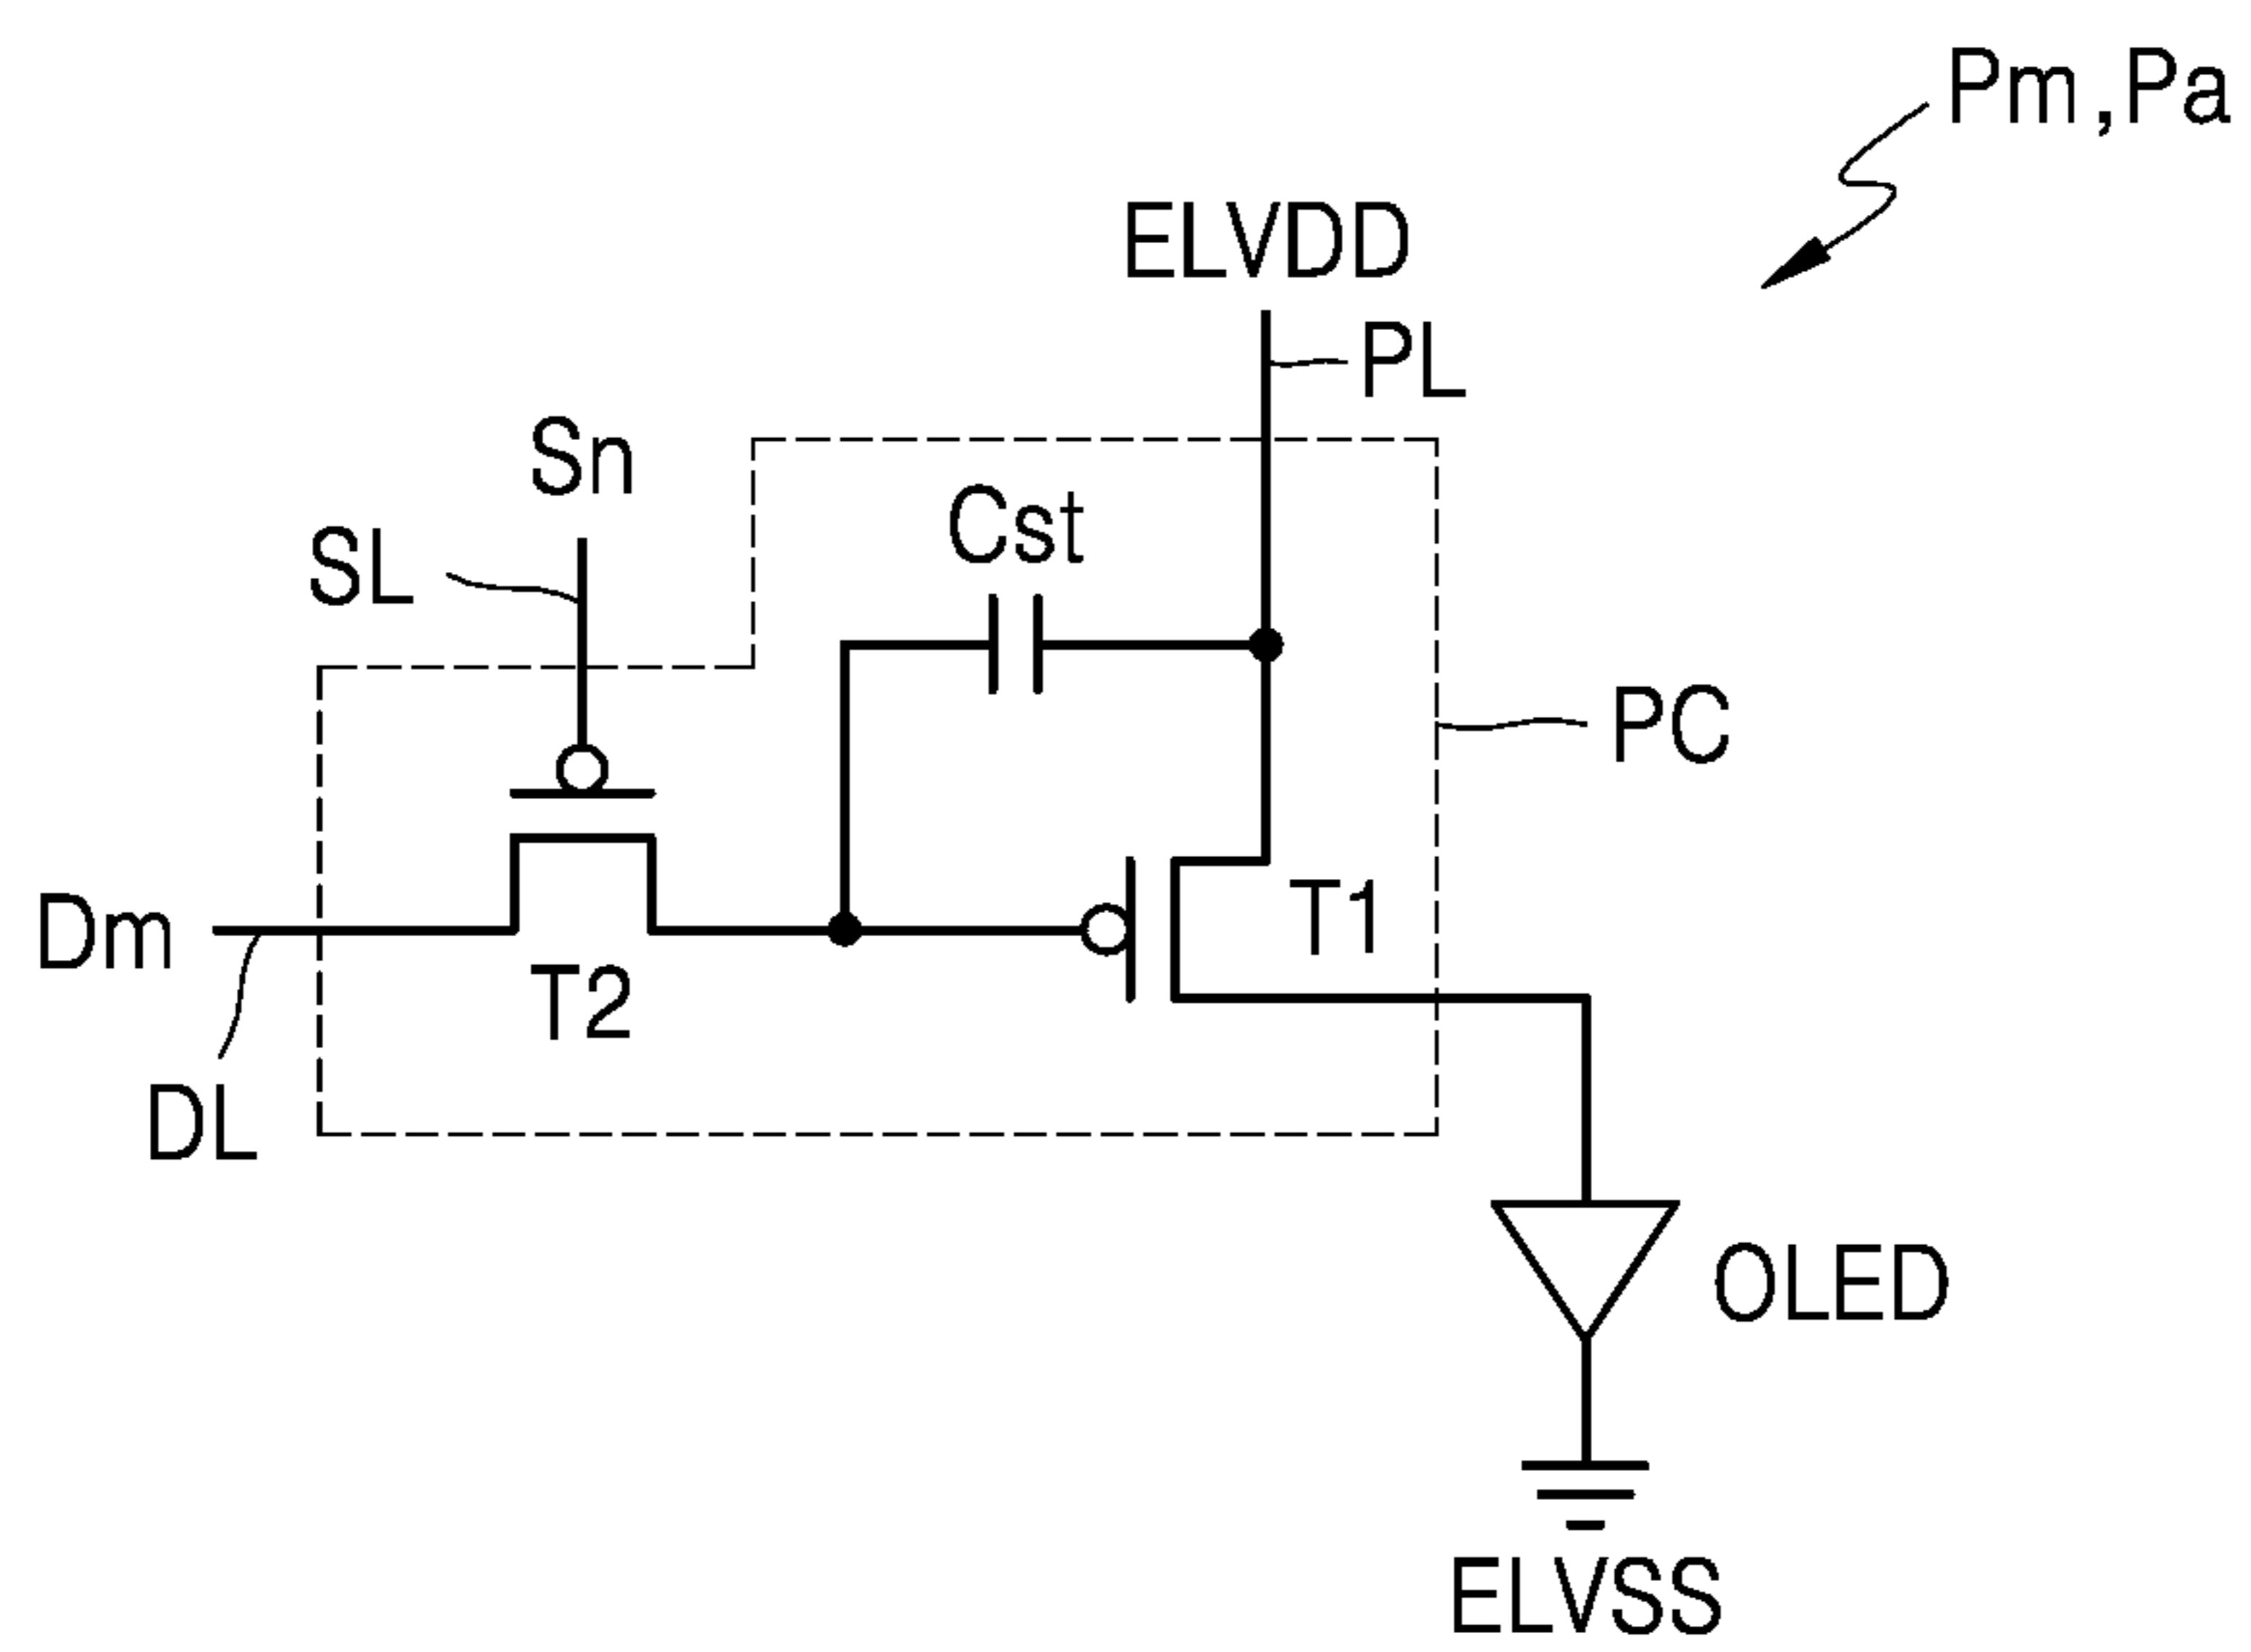 Pm,Pa
ELVDD
PL
Sn
Cst
SL
PC
T1
Dm
T2
DL
OLED
ELVSS